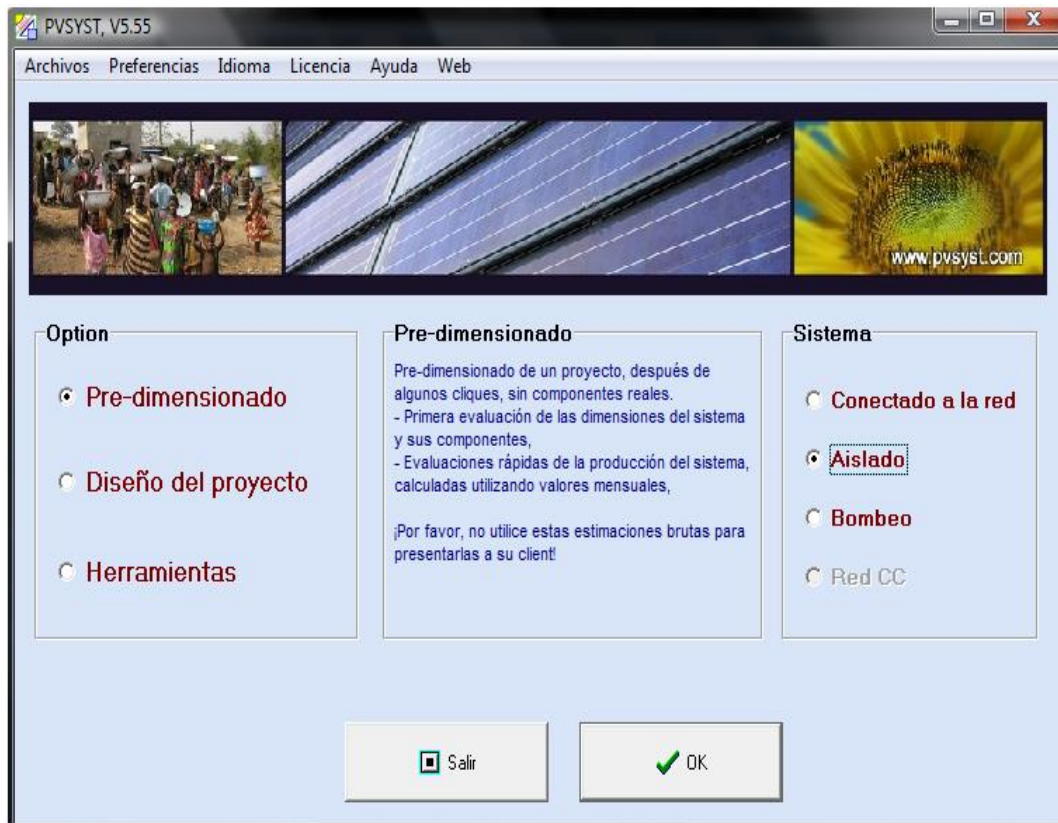 PVSYST, V5.55
Archivos Preferencias Idioma Licencia Ayuda Web
www.pvsyst.com
Option
Pre-dimensionado
Diseño del proyecto
Herramientas
Pre-dimensionado
Pre-dimensionado de un proyecto, después de
algunos cliques, sin componentes reales.
- Primera evaluación de las dimensiones del sistema
y sus componentes,
- Evaluaciones rápidas de la producción del sistema,
calculadas utilizando valores mensuales,
¡Por favor, no utilice estas estimaciones brutas para
presentarlas a su client!
Sistema
Conectado a la red
Aislado
Bombeo
Red CC
Salir
OK